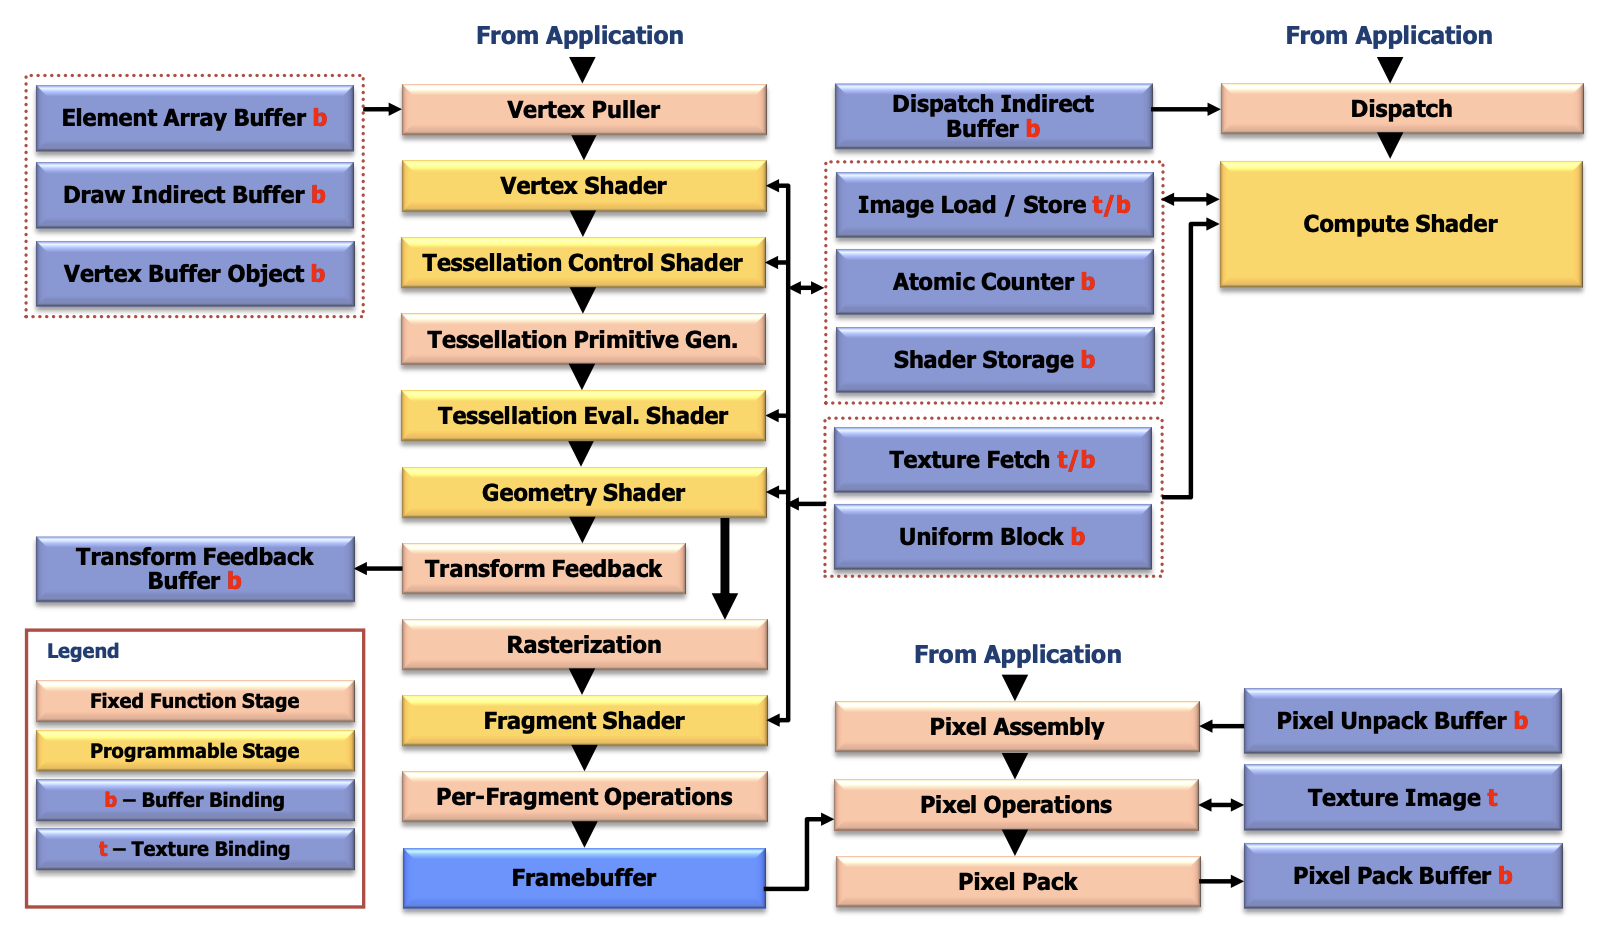 From Application
Element Array Buffer b
Draw Indirect Buffer b
Vertex Buffer Object b
Vertex Puller
Vertex Shader
Tessellation Control Shader
Tessellation Primitive Gen.
Tessellation Eval. Shader
Geometry Shader
Transform Feedback
Transform Feedback
Buffer b
Rasterization
Fragment Shader
Per-Fragment Operations
Framebuffer
Legend
Fixed Function Stage
Programmable Stage
b – Buffer Binding
t – Texture Binding
From Application
Dispatch Indirect
Buffer b
Dispatch
Image Load / Store t/b
Atomic Counter b
Shader Storage b
Compute Shader
Texture Fetch t/b
Uniform Block b
From Application
Pixel Assembly
Pixel Unpack Buffer b
Pixel Operations
Texture Image t
Pixel Pack
Pixel Pack Buffer b